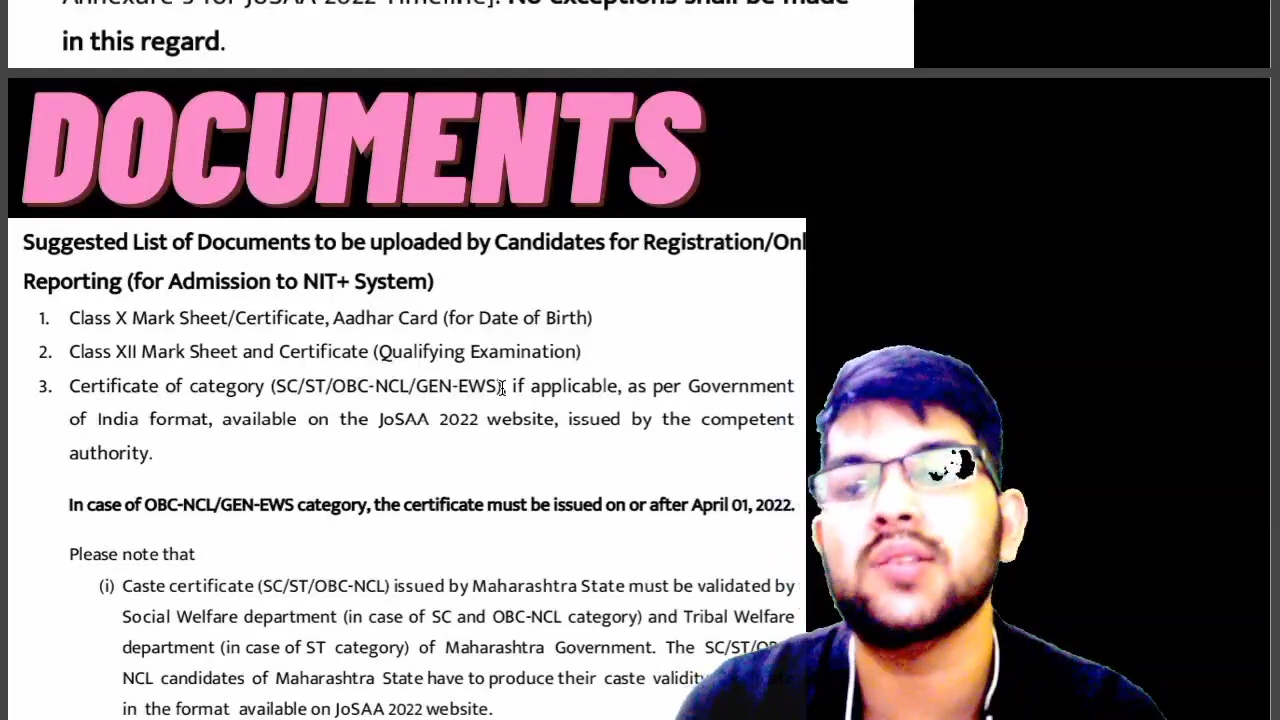 in this regard.
DOCUMENTS
Suggested List of Documents to be uploaded by Candidates for Registration/Onl
Reporting (for Admission to NIT+ System)
1. Class X Mark Sheet/Certificate, Aadhar Card (for Date of Birth)
2. Class XII Mark Sheet and Certificate (Qualifying Examination)
3. Certificate of category (SC/ST/OBC-NCL/GEN-EWS), if applicable, as per Government
of India format, available on the JoSAA 2022 website, issued by the competent
authority.
In case of OBC-NCL/GEN-EWS category, the certificate must be issued on or after April 01, 2022.
Please note that
(i) Caste certificate (SC/ST/OBC-NCL) issued by Maharashtra State must be validated by
Social Welfare department (in case of SC and OBC-NCL category) and Tribal Welfare
department (in case of ST category) of Maharashtra Government. The SC/ST/
NCL candidates of Maharashtra State have to produce their caste
in the format available on JoSAA 2022 website.